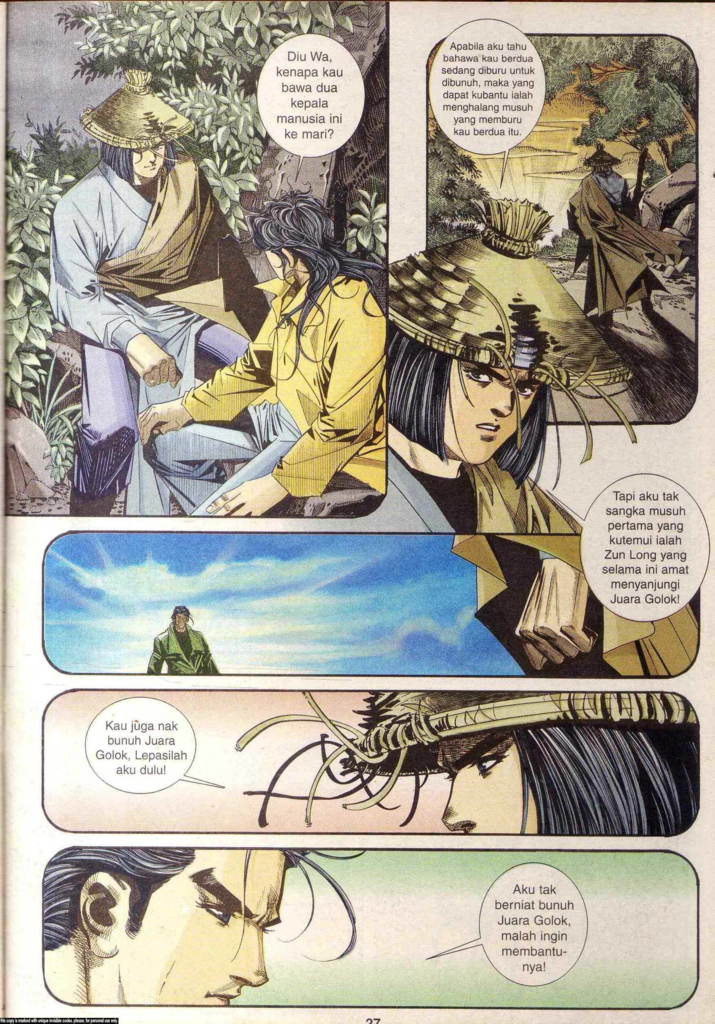 Diu Wa,
kenapa kau
bawa dua
kepala
manusia ini
ke mari?
Apabila aku tahu
bahawa kau berdua
sedang diburu untuk
dibunuh, maka yang
dapat kubantu ialah
menghalang musuh
yang memburu
kau berdua itu.
Tapi aku tak
sangka musuh
pertama yang
kutemui ialah
Zun Long yang
selama ini amat
menyanjungi
Juara Golok!
Kau juga nak
bunuh Juara
Golok, Lepasilah
aku dulu!
Aku tak
berniat bunuh
Juara Golok,
malah ingin
membantu-
nya!
27